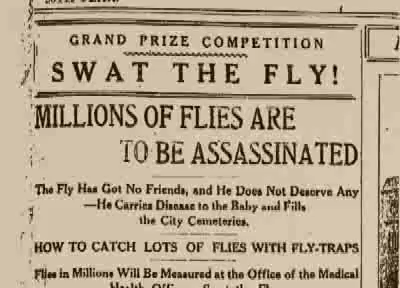 GRAND PRIZE COMPETITION
SWAT THE FLY!
MILLIONS OF FLIES ARE
TO BE ASSASSINATED
The Fly Has Got No Friends, and He Does Not Deserve Any
—He Carries Disease to the Baby and Fills
the City Cemeteries.
HOW TO CATCH LOTS OF FLIES WITH FLY-TRAPS
Flies in Millions Will Be Measured at the Office of the Medical